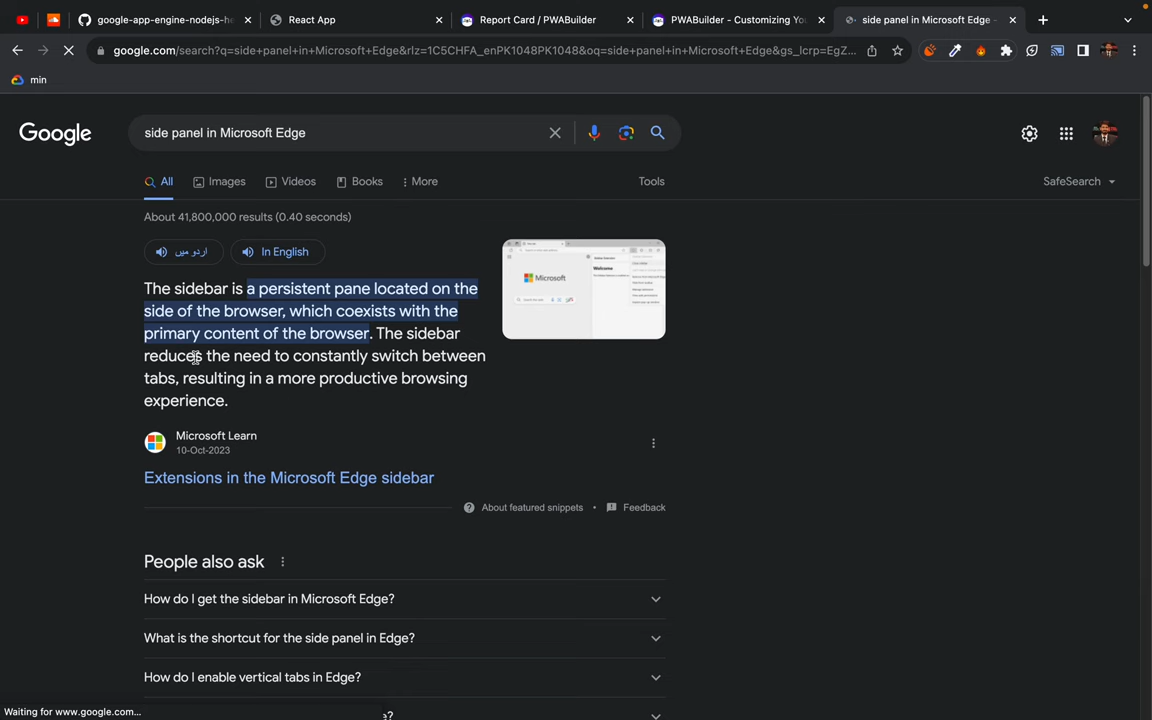 google-app-engine-nodejs-he
React App
Report Card / PWABuilder
PWABuilder - Customizing Yo
side panel in Microsoft Edge -
google.com/search?q=side+panel+in+Microsoft+Edge&rlz=1C5CHFA_enPK1048PK1048&oq=side+panel+in+Microsoft+Edge&gs_lcrp=EgZ...
min
Google
side panel in Microsoft Edge
All
Images
Videos
Books
More
Tools
SafeSearch
About 41,800,000 results (0.40 seconds)
اردو میں
In English
The sidebar is a persistent pane located on the
side of the browser, which coexists with the
primary content of the browser. The sidebar
reduces the need to constantly switch between
tabs, resulting in a more productive browsing
experience.
Microsoft
Welcome
Microsoft Learn
10-Oct-2023
Extensions in the Microsoft Edge sidebar
About featured snippets
•
Feedback
People also ask
How do I get the sidebar in Microsoft Edge?
What is the shortcut for the side panel in Edge?
How do I enable vertical tabs in Edge?
Waiting for www.google.com...